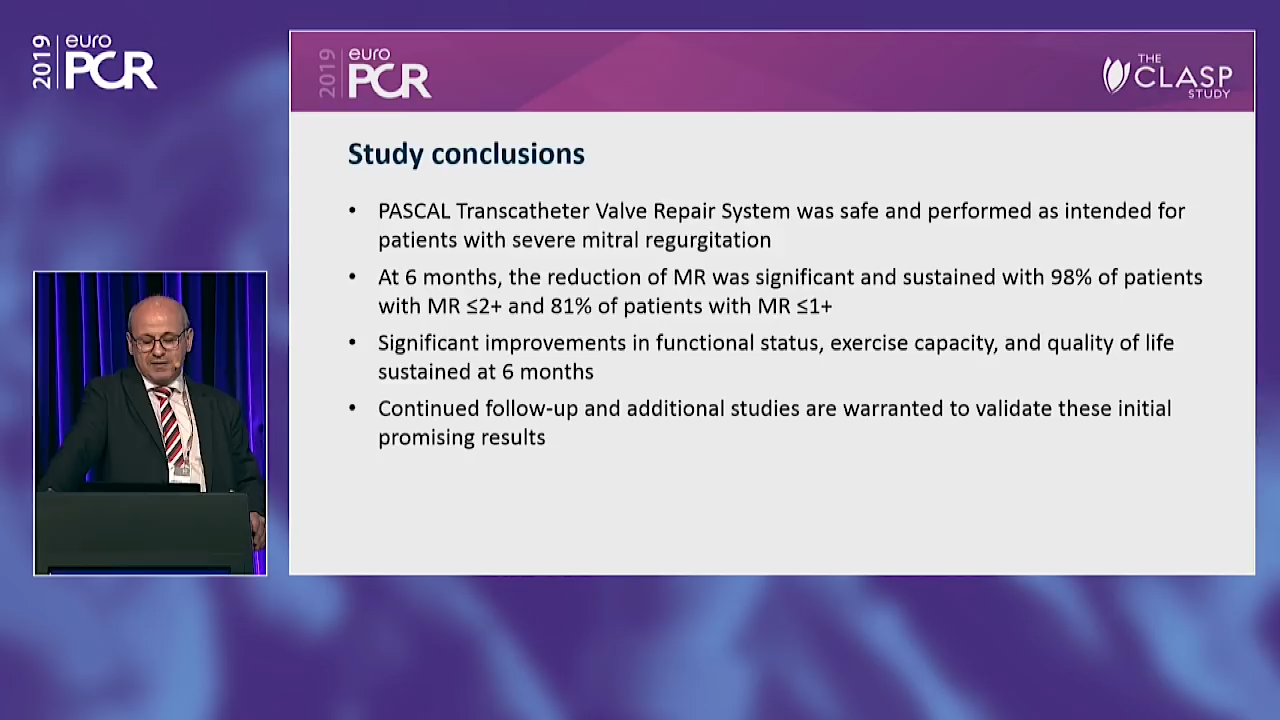 2019
euro
PCR
2019
euro
PCR
THE
CLASP
STUDY
Study conclusions
• PASCAL Transcatheter Valve Repair System was safe and performed as intended for
patients with severe mitral regurgitation
• At 6 months, the reduction of MR was significant and sustained with 98% of patients
with MR ≤2+ and 81% of patients with MR ≤1+
• Significant improvements in functional status, exercise capacity, and quality of life
sustained at 6 months
• Continued follow-up and additional studies are warranted to validate these initial
promising results